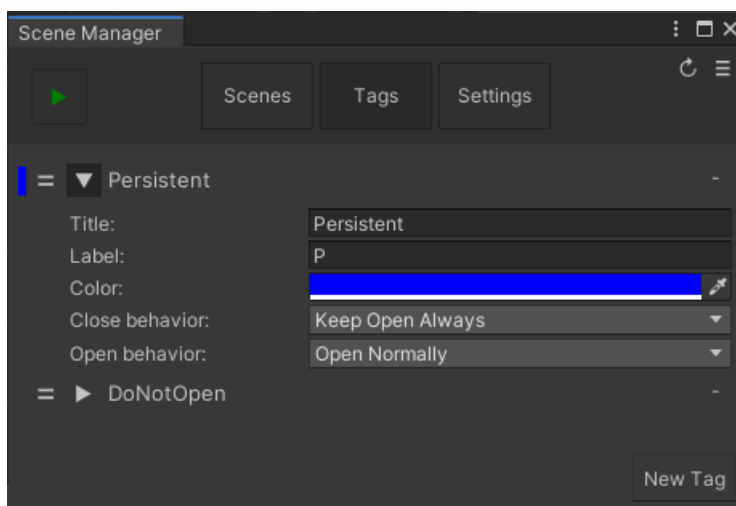 Scene Manager
Scenes Tags Settings
Persistent -
Title: Persistent
Label: P
Color:
Close behavior: Keep Open Always
Open behavior: Open Normally
DoNotOpen -
New Tag